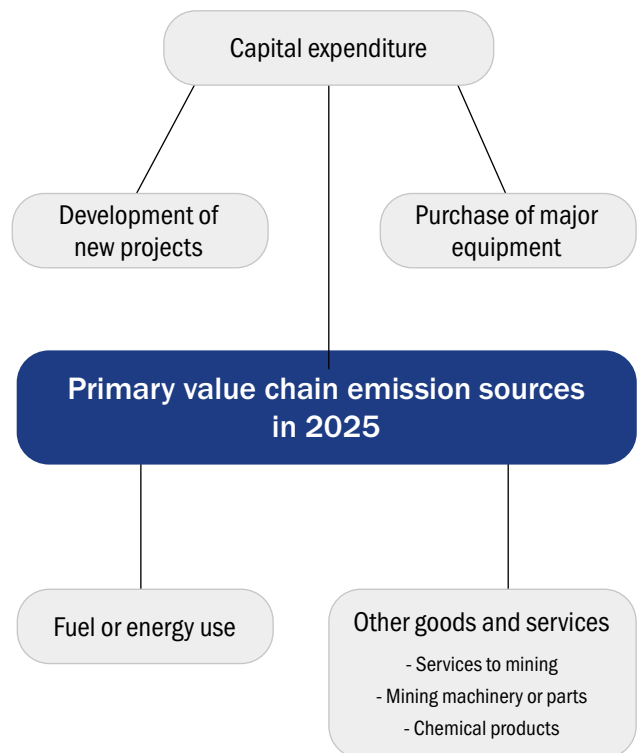 Capital expenditure
Development of
new projects
Purchase of major
equipment
Primary value chain emission sources
in 2025
Fuel or energy use
Other goods and services
- Services to mining
- Mining machinery or parts
- Chemical products